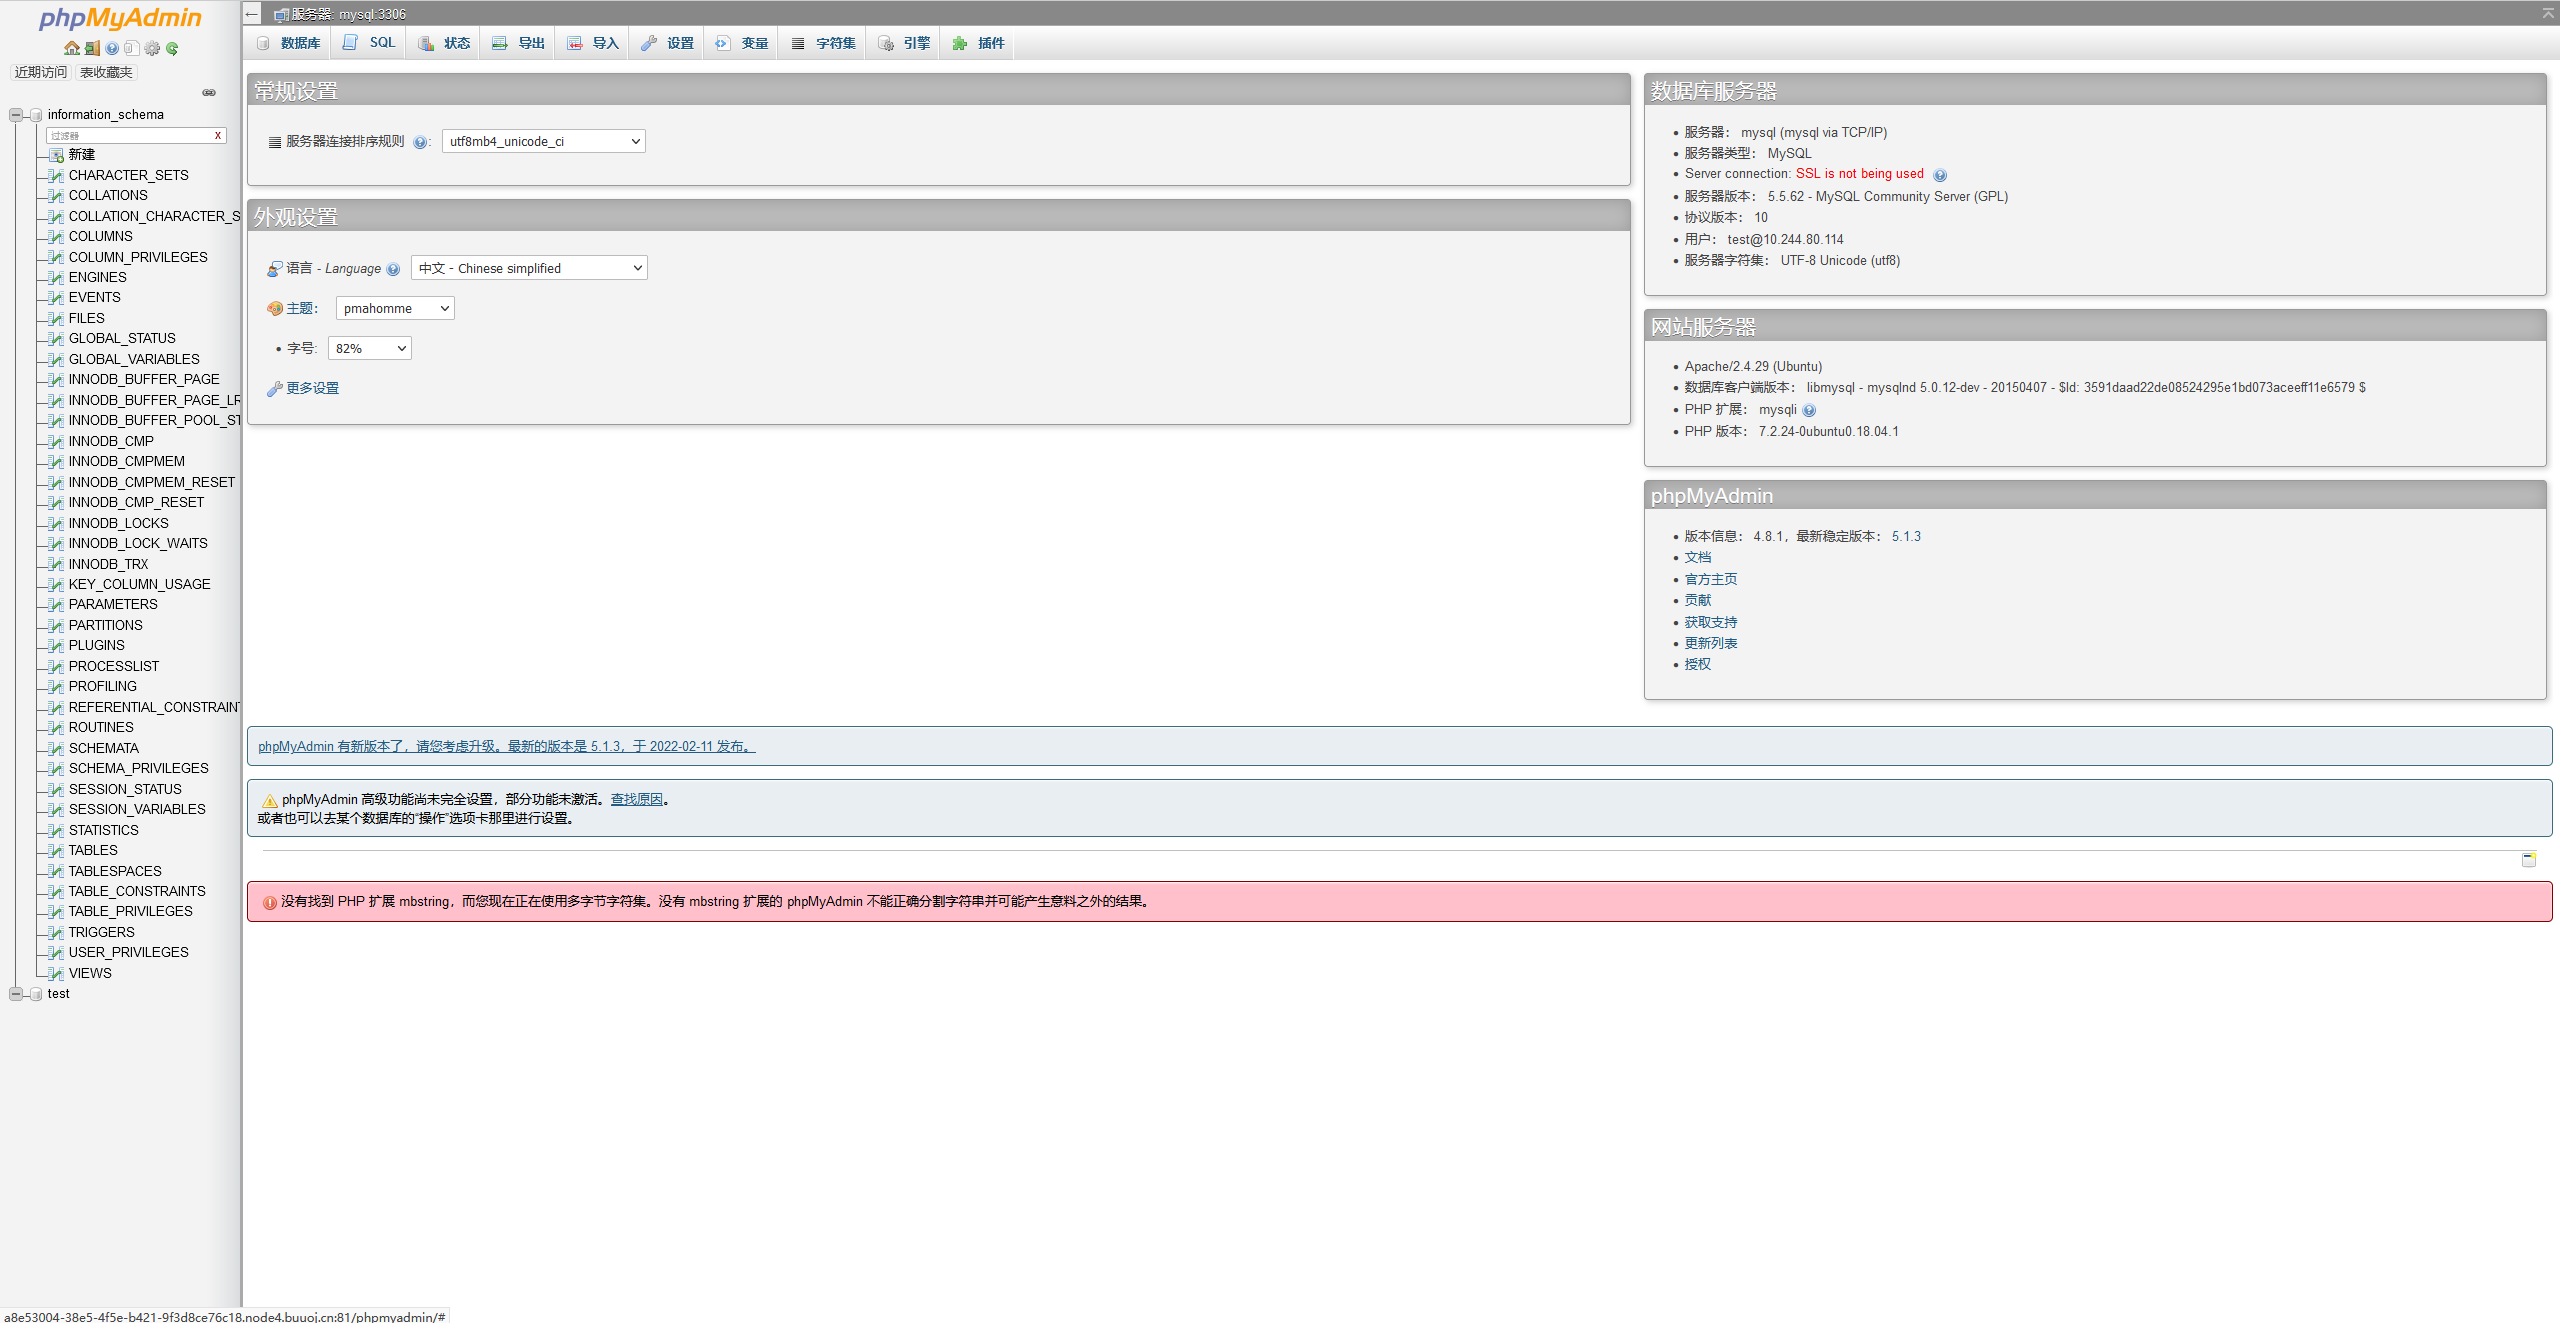 phpMyAdmin
近期访问 表收藏夹
information_schema
过滤器 X
新建
CHARACTER_SETS
COLLATIONS
COLLATION_CHARACTER_S
COLUMNS
COLUMN_PRIVILEGES
ENGINES
EVENTS
FILES
GLOBAL_STATUS
GLOBAL_VARIABLES
INNODB_BUFFER_PAGE
INNODB_BUFFER_PAGE_LR
INNODB_BUFFER_POOL_ST
INNODB_CMP
INNODB_CMPMEM
INNODB_CMPMEM_RESET
INNODB_CMP_RESET
INNODB_LOCKS
INNODB_LOCK_WAITS
INNODB_TRX
KEY_COLUMN_USAGE
PARAMETERS
PARTITIONS
PLUGINS
PROCESSLIST
PROFILING
REFERENTIAL_CONSTRAINT
ROUTINES
SCHEMATA
SCHEMA_PRIVILEGES
SESSION_STATUS
SESSION_VARIABLES
STATISTICS
TABLES
TABLESPACES
TABLE_CONSTRAINTS
TABLE_PRIVILEGES
TRIGGERS
USER_PRIVILEGES
VIEWS
test
服务器: mysql:3306
数据库 SQL 状态 导出 导入 设置 变量 字符集 引擎 插件
常规设置
服务器连接排序规则 : utf8mb4_unicode_ci
外观设置
语言 - Language 中文 - Chinese simplified
主题： pmahomme
• 字号: 82%
更多设置
数据库服务器
• 服务器： mysql (mysql via TCP/IP)
• 服务器类型： MySQL
• Server connection: SSL is not being used
• 服务器版本： 5.5.62 - MySQL Community Server (GPL)
• 协议版本： 10
• 用户： test@10.244.80.114
• 服务器字符集： UTF-8 Unicode (utf8)
网站服务器
• Apache/2.4.29 (Ubuntu)
• 数据库客户端版本： libmysql - mysqlnd 5.0.12-dev - 20150407 - $Id: 3591daad22de08524295e1bd073aceeff11e6579 $
• PHP 扩展： mysqli
• PHP 版本： 7.2.24-0ubuntu0.18.04.1
phpMyAdmin
• 版本信息： 4.8.1，最新稳定版本： 5.1.3
• 文档
• 官方主页
• 贡献
• 获取支持
• 更新列表
• 授权
phpMyAdmin 有新版本了，请您考虑升级。最新的版本是 5.1.3，于 2022-02-11 发布。
phpMyAdmin 高级功能尚未完全设置，部分功能未激活。查找原因。
或者也可以去某个数据库的“操作”选项卡那里进行设置。
没有找到 PHP 扩展 mbstring，而您现在正在使用多字节字符集。没有 mbstring 扩展的 phpMyAdmin 不能正确分割字符串并可能产生意料之外的结果。
a8e53004-38e5-4f5e-b421-9f3d8ce76c18.node4.buuoj.cn:81/phpmyadmin/#